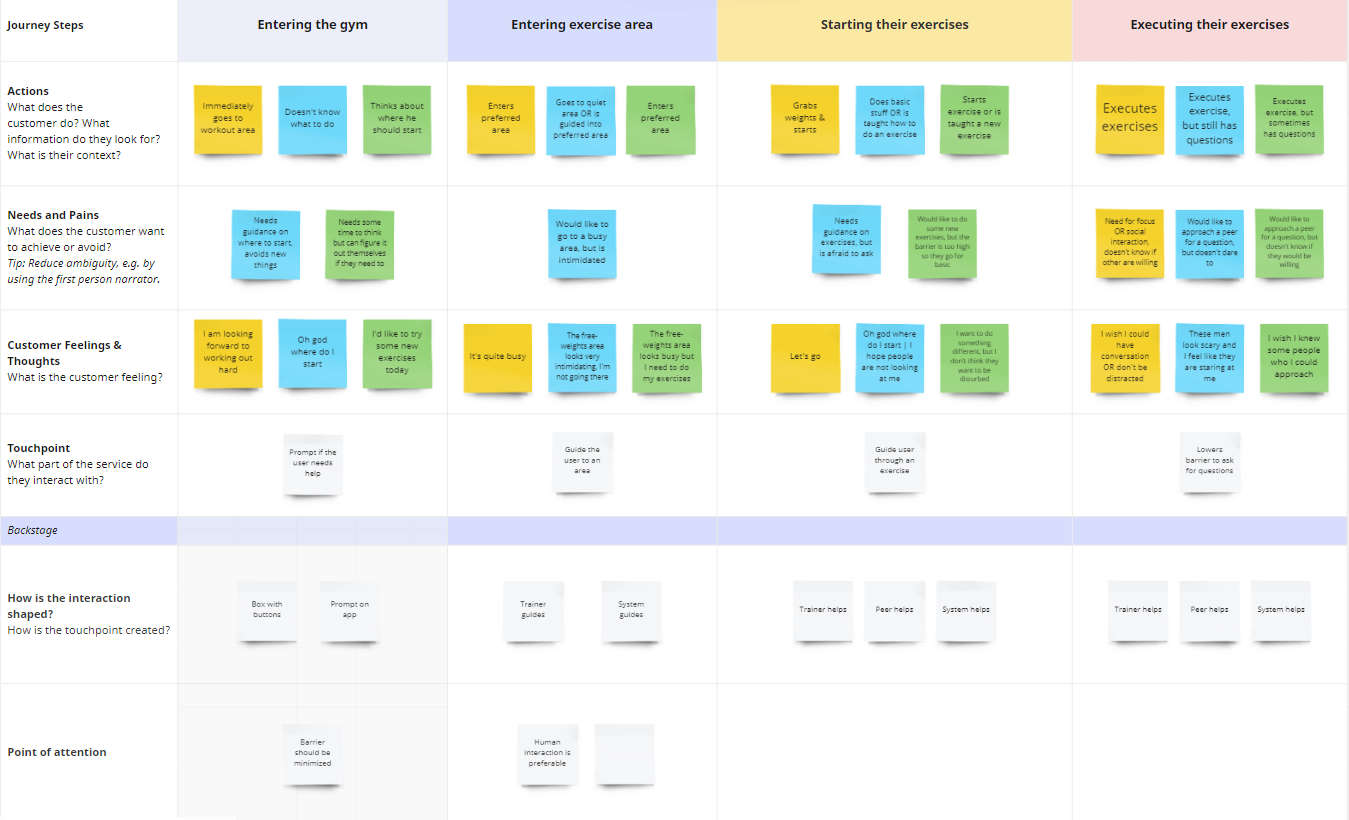 Journey Steps
Entering the gym
Entering exercise area
Starting their exercises
Executing their exercises
Actions
What does the
customer do? What
information do they look for?
What is their context?
Immediately
goes to
workout area
Doesn't know
what to do
Thinks about
where he
should start
Enters
preferred
area
Goes to quiet
area OR is
guided into
preferred area
Enters
preferred
area
Grabs
weights &
starts
Does basic
stuff OR is
taught how to
do an exercise
Starts
exercise or is
taught a new
exercise
Executes
exercises
Executes
exercise,
but still has
questions
Executes
exercise, but
sometimes
has questions
Needs and Pains
What does the customer want
to achieve or avoid?
Tip: Reduce ambiguity, e.g. by
using the first person narrator.
Needs
guidance on
where to start,
avoids new
things
Needs some
time to think
but can figure it
out themselves
if they need to
Would like to
go to a busy
area, but is
intimidated
Needs
guidance on
exercises, but
is afraid to ask
Would like to do
some new
exercises, but the
barrier is too high
so they go for
basic
Need for focus
OR social
interaction,
doesn't know if
other are willing
Would like to
approach a peer
for a question,
but doesn't dare
to
Would like to
approach a peer
for a question, but
doesn't know if
they would be
willing
Customer Feelings &
Thoughts
What is the customer feeling?
I am looking
forward to
working out
hard
Oh god
where do I
start
I'd like to try
some new
exercises
today
It's quite busy
The free-
weights area
looks very
intimidating, I'm
not going there
The free-
weights area
looks busy but
I need to do
my exercises
Let's go
Oh god where
do I start | I
hope people
are not looking
at me
I want to do
something
different, but I
don't think they
want to be
disturbed
I wish I could
have
conversation
OR don't be
distracted
These men
look scary and
I feel like they
are staring at
me
I wish I knew
some people
who I could
approach
Touchpoint
What part of the service do
they interact with?
Prompt if the
user needs
help
Guide the
user to an
area
Guide user
through an
exercise
Lowers
barrier to ask
for questions
Backstage
How is the interaction
shaped?
How is the touchpoint created?
Box with
buttons
Prompt on
app
Trainer
guides
System
guides
Trainer helps
Peer helps
System helps
Trainer helps
Peer helps
System helps
Point of attention
Barrier
should be
minimized
Human
interaction is
preferable